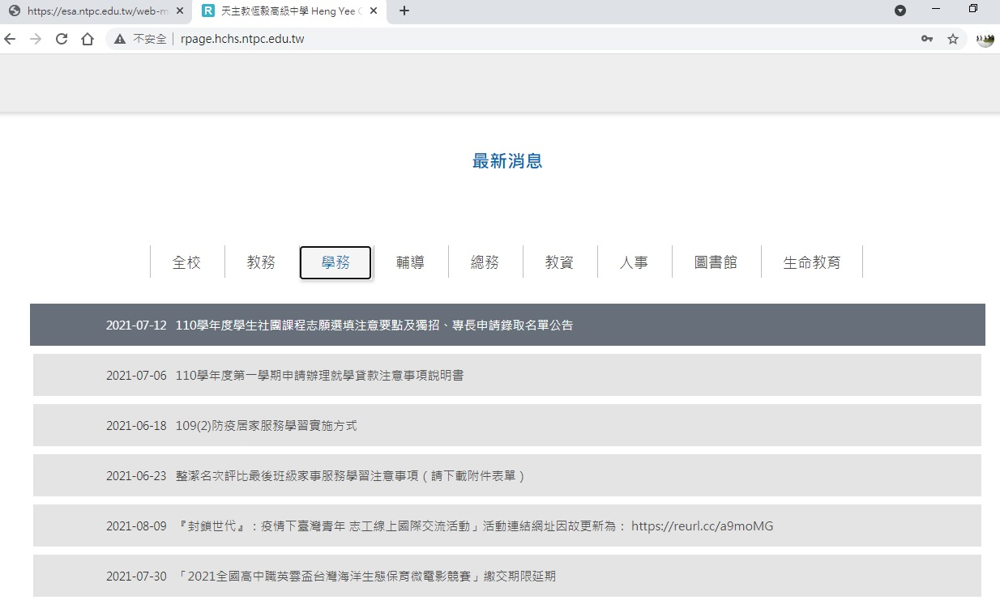 https://esa.ntpc.edu.tw/web-m
天主教恆毅高級中學 Heng Yee
不安全 rpage.hchs.ntpc.edu.tw
最新消息
全校 教務 學務 輔導 總務 教資 人事 圖書館 生命教育
2021-07-12 110學年度學生社團課程志願選填注意要點及獨招、專長申請錄取名單公告
2021-07-06 110學年度第一學期申請辦理就學貸款注意事項說明書
2021-06-18 109(2)防疫居家服務學習實施方式
2021-06-23 整潔名次評比最後班級家事服務學習注意事項（請下載附件表單）
2021-08-09 『封鎖世代』：疫情下臺灣青年 志工線上國際交流活動」活動連結網址因故更新為： https://reurl.cc/a9moMG
2021-07-30 「2021全國高中職英雲盃台灣海洋生態保育微電影競賽」繳交期限延期